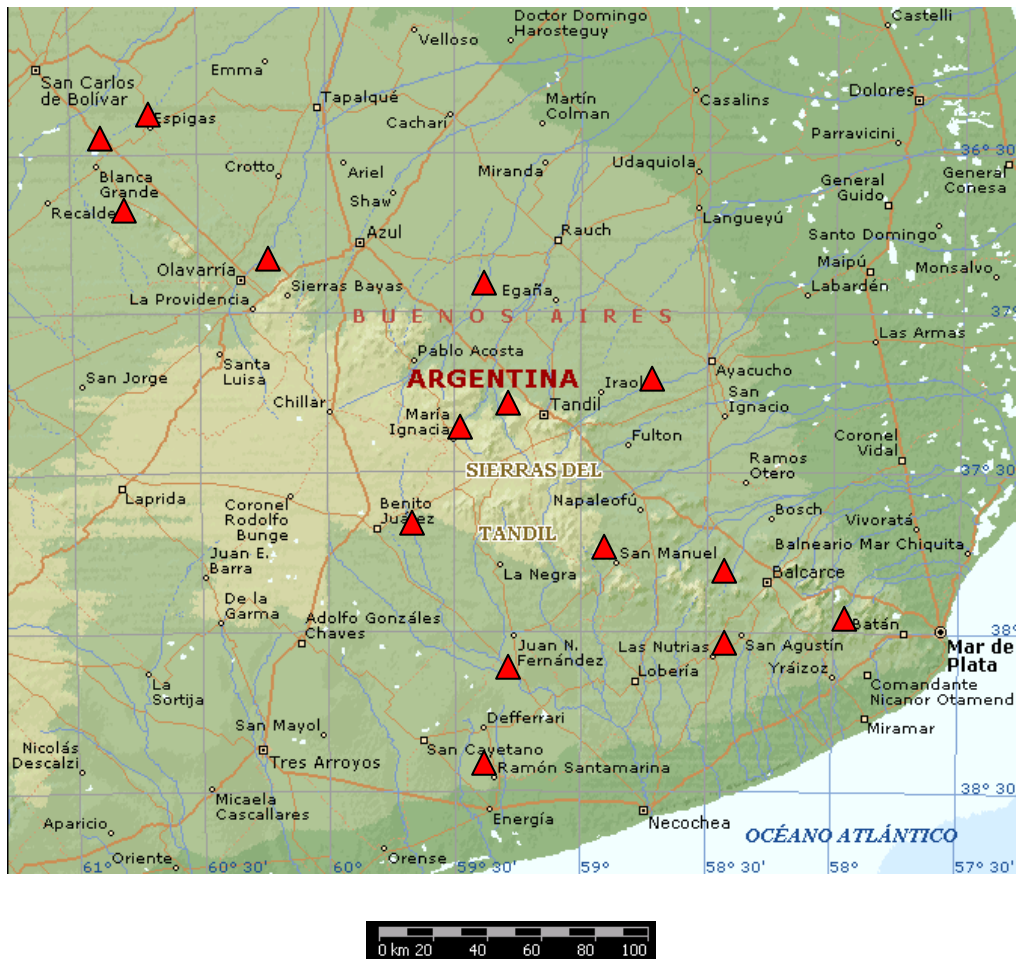 Doctor Domingo
Harosteguy
Castelli
Velloso
Emma
San Carlos
de Bolívar
Tapalqué
Casalins
Dolores
Martín
Colman
Espigas
Cachari
Parravicini
36° 30'
Blanca
Grande
Crotto
Ariel
Miranda
Udaquiola
General
Conesa
General
Guido
Shaw
Recalde
Langueyú
Azul
Rauch
Santo Domingo
Olavarría
Maipú
Monsalvo
Sierras Bayas
Egaña
Labardén
La Providencia
BUENOS AIRES
37°
Las Armas
Pablo Acosta
Santa
Luisa
San Jorge
ARGENTINA
Iraol
Ayacucho
San
Ignacio
Chillar
María
Ignacia
Tandil
Fulton
Coronel
Vidal
SIERRAS DEL
TANDIL
Ramos
Otero
37° 30'
Laprida
Coronel
Rodolfo
Bunge
Benito
Juárez
Napaleofú
Bosch
Vivoratá
Juan E.
Barra
San Manuel
Balneario Mar Chiquita
La Negra
Balcarce
De la
Garma
Adolfo Gonzáles
Chaves
Batán
38°
Juan N.
Fernández
Las Nutrias
San Agustín
Mar de
Plata
Yráizoz
Lobería
La
Sortija
Comandante
Nicanor Otamend
San Mayol
Defferrari
Miramar
Nicolás
Descalzi
Tres Arroyos
San Cayetano
Ramón Santamarina
38° 30'
Micaela
Cascallares
Energía
Necochea
Aparicio
OCÉANO ATLÁNTICO
Oriente
Orense
61° 60° 30' 60° 59° 30' 59° 58° 30' 58° 57° 30'
0 km 20 40 60 80 100